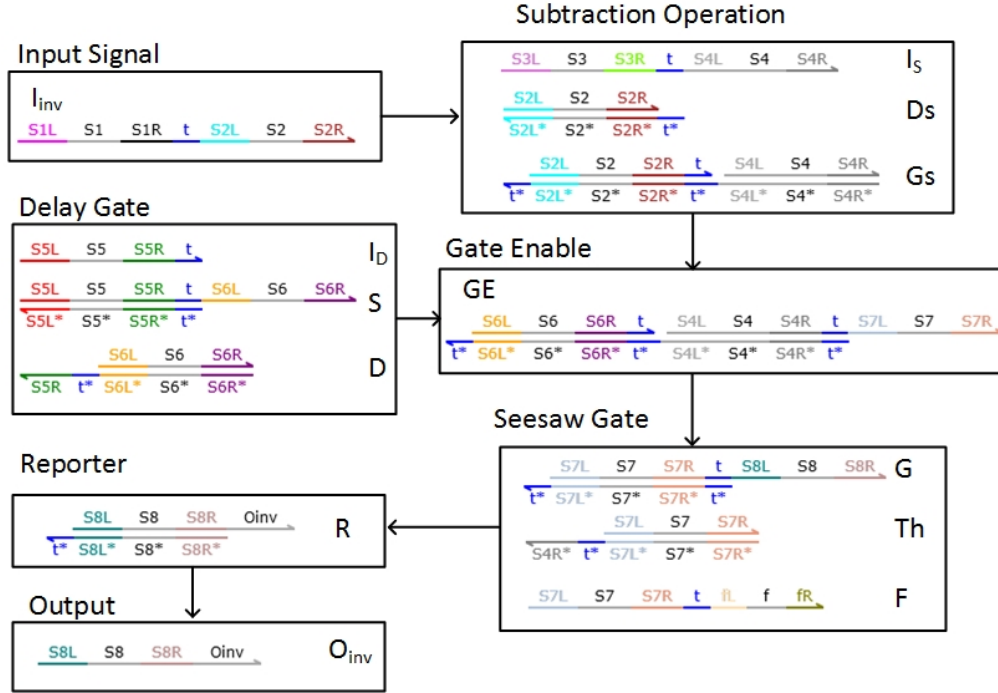 Subtraction Operation
Input Signal
S3L S3 S3R t S4L S4 S4R
I_S
I_inv
S1L S1 S1R t S2L S2 S2R
S2L S2 S2R
Ds
S2L* S2* S2R* t*
S2L S2 S2R t S4L S4 S4R
Gs
t* S2L* S2* S2R* t* S4L* S4* S4R*
Delay Gate
S5L S5 S5R t
I_D
S5L S5 S5R t S6L S6 S6R
S
S5L* S5* S5R* t*
S6L S6 S6R
D
S5R t* S6L* S6* S6R*
Gate Enable
GE
S6L S6 S6R t S4L S4 S4R t S7L S7 S7R
t* S6L* S6* S6R* t* S4L* S4* S4R* t*
Seesaw Gate
S7L S7 S7R t S8L S8 S8R
G
t* S7L* S7* S7R* t*
S7L S7 S7R
Th
S4R* t* S7L* S7* S7R*
S7L S7 S7R t fL f fR
F
Reporter
S8L S8 S8R Oinv
R
t* S8L* S8* S8R*
Output
S8L S8 S8R Oinv
O_inv